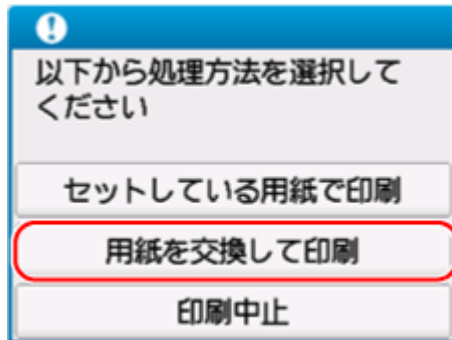 以下から処理方法を選択して
ください
セットしている用紙で印刷
用紙を交換して印刷
印刷中止